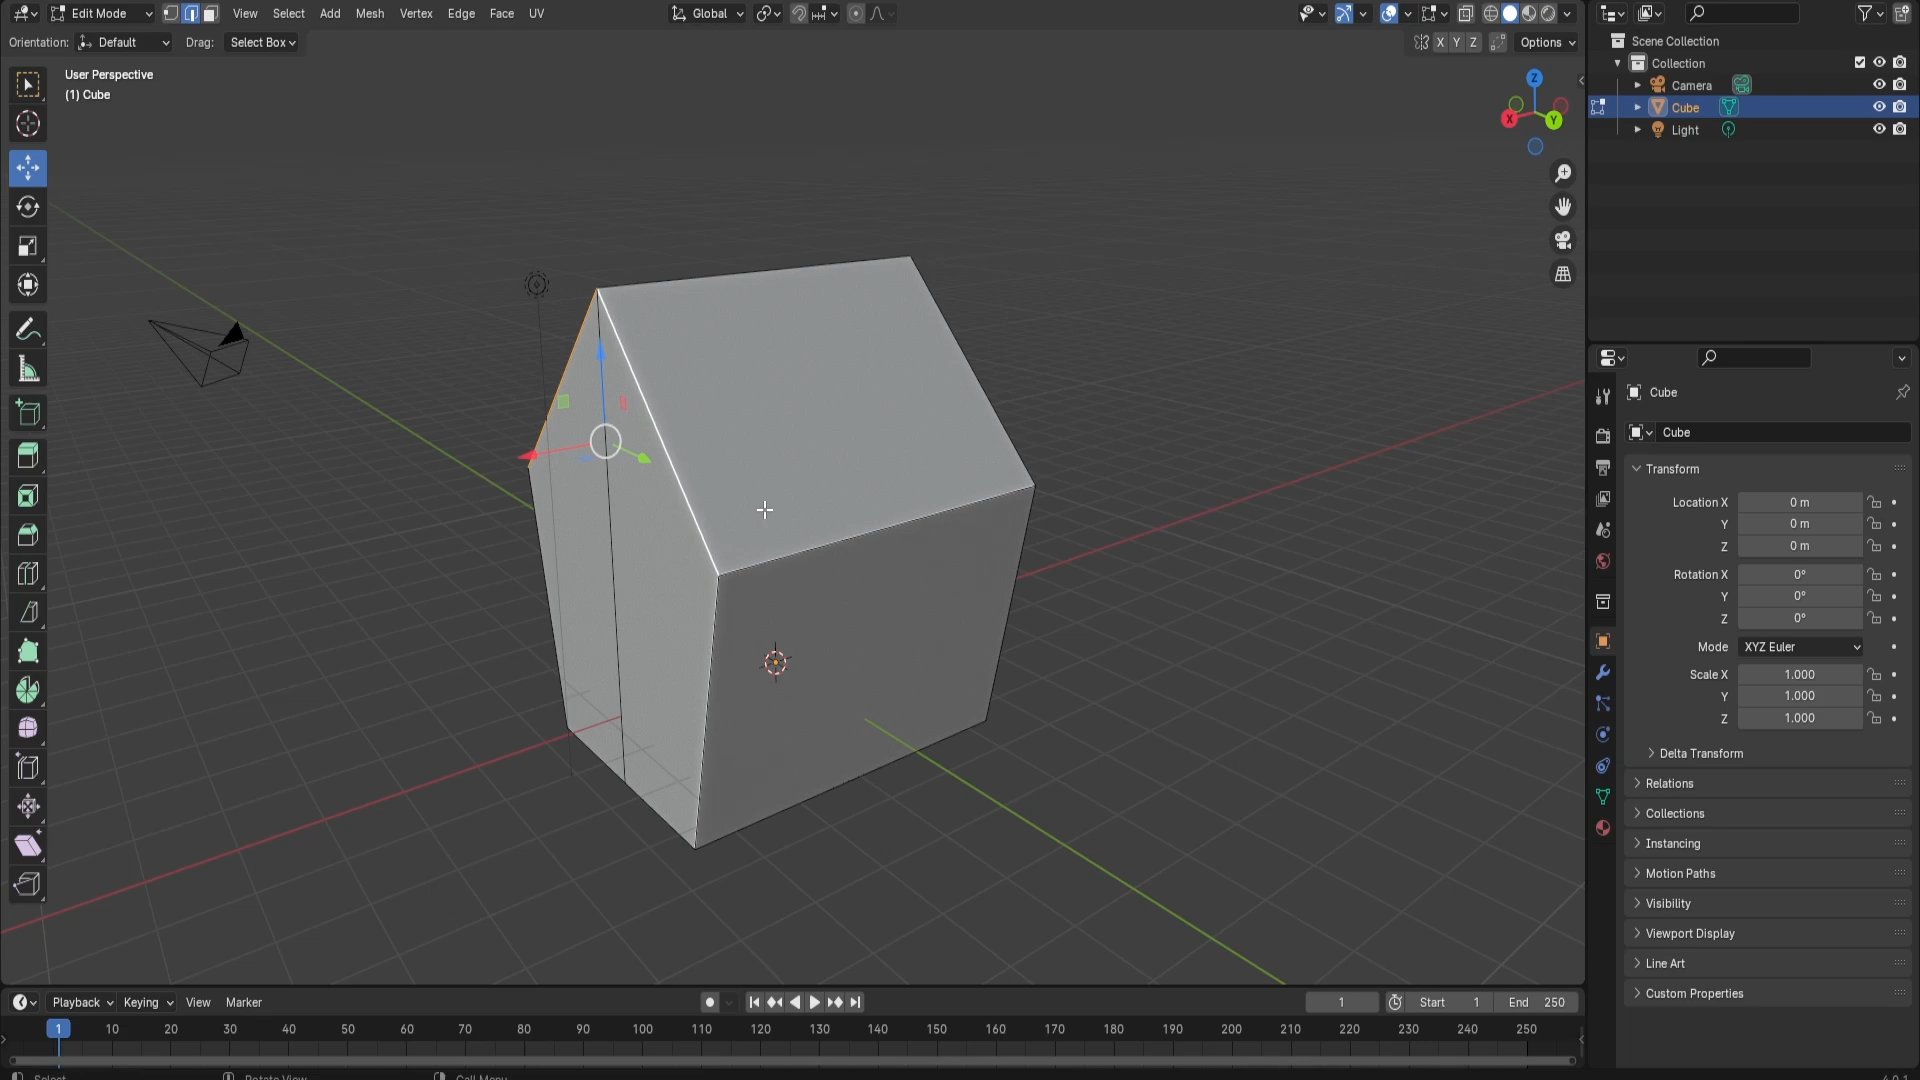 Edit Mode View Select Add Mesh Vertex Edge Face UV Global
Orientation: Default Drag: Select Box X Y Z Options
User Perspective
(1) Cube
Z
X
Y
Scene Collection
Collection
Camera
Cube
Light
Cube
Cube
Transform
Location X 0 m
Y 0 m
Z 0 m
Rotation X 0°
Y 0°
Z 0°
Mode XYZ Euler
Scale X 1.000
Y 1.000
Z 1.000
Delta Transform
Relations
Collections
Instancing
Motion Paths
Visibility
Viewport Display
Line Art
Custom Properties
Playback Keying View Marker 1 Start 1 End 250
1 10 20 30 40 50 60 70 80 90 100 110 120 130 140 150 160 170 180 190 200 210 220 230 240 250
Select Rotate View Call Menu